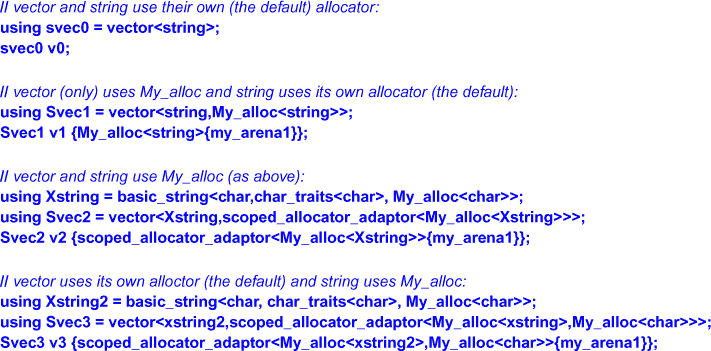 // vector and string use their own (the default) allocator:
using svec0 = vector<string>;
svec0 v0;
// vector (only) uses My_alloc and string uses its own allocator (the default):
using Svec1 = vector<string,My_alloc<string>>;
Svec1 v1 {My_alloc<string>{my_arena1}};
// vector and string use My_alloc (as above):
using Xstring = basic_string<char,char_traits<char>, My_alloc<char>>;
using Svec2 = vector<Xstring,scoped_allocator_adaptor<My_alloc<Xstring>>>;
Svec2 v2 {scoped_allocator_adaptor<My_alloc<Xstring>>{my_arena1}};
// vector uses its own alloctor (the default) and string uses My_alloc:
using Xstring2 = basic_string<char, char_traits<char>, My_alloc<char>>;
using Svec3 = vector<xstring2,scoped_allocator_adaptor<My_alloc<xstring>,My_alloc<char>>>;
Svec3 v3 {scoped_allocator_adaptor<My_alloc<xstring2>,My_alloc<char>>{my_arena1}};